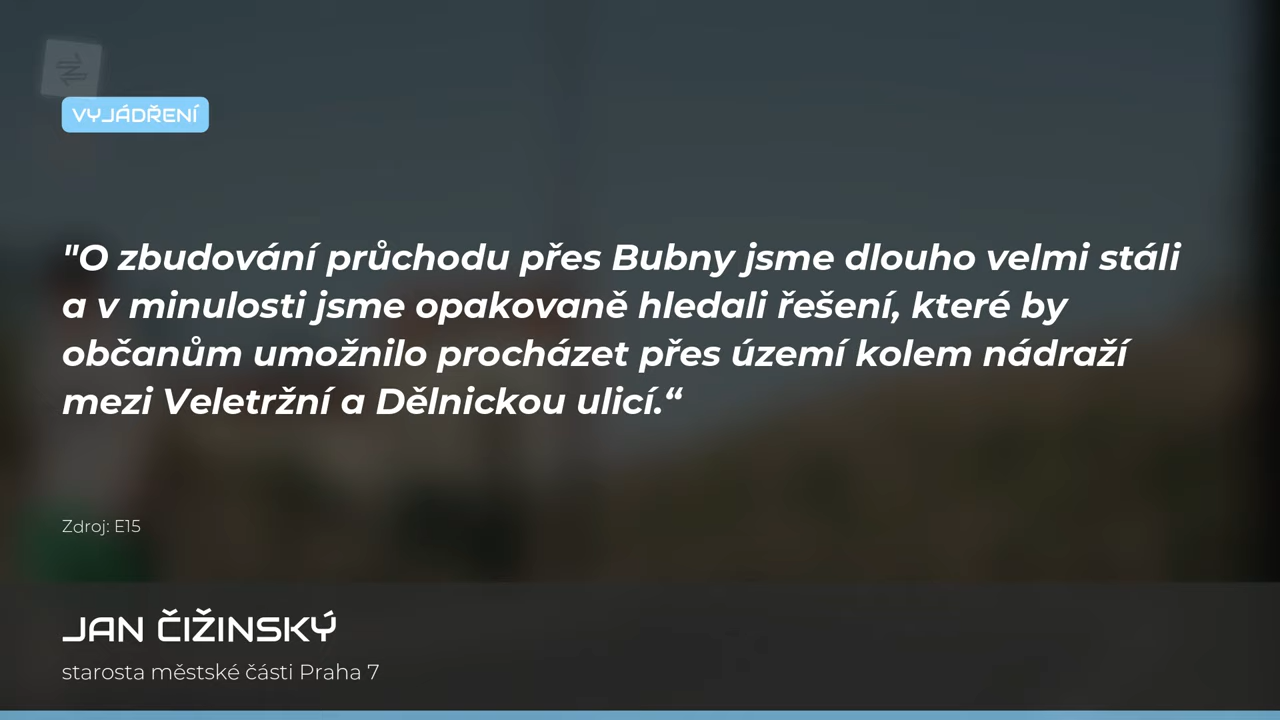 VYJÁDŘENÍ
"O zbudování průchodu přes Bubny jsme dlouho velmi stáli
a v minulosti jsme opakovaně hledali řešení, které by
občanům umožnilo procházet přes území kolem nádraží
mezi Veletržní a Dělnickou ulicí.“
Zdroj: E15
JAN ČIŽINSKÝ
starosta městské části Praha 7